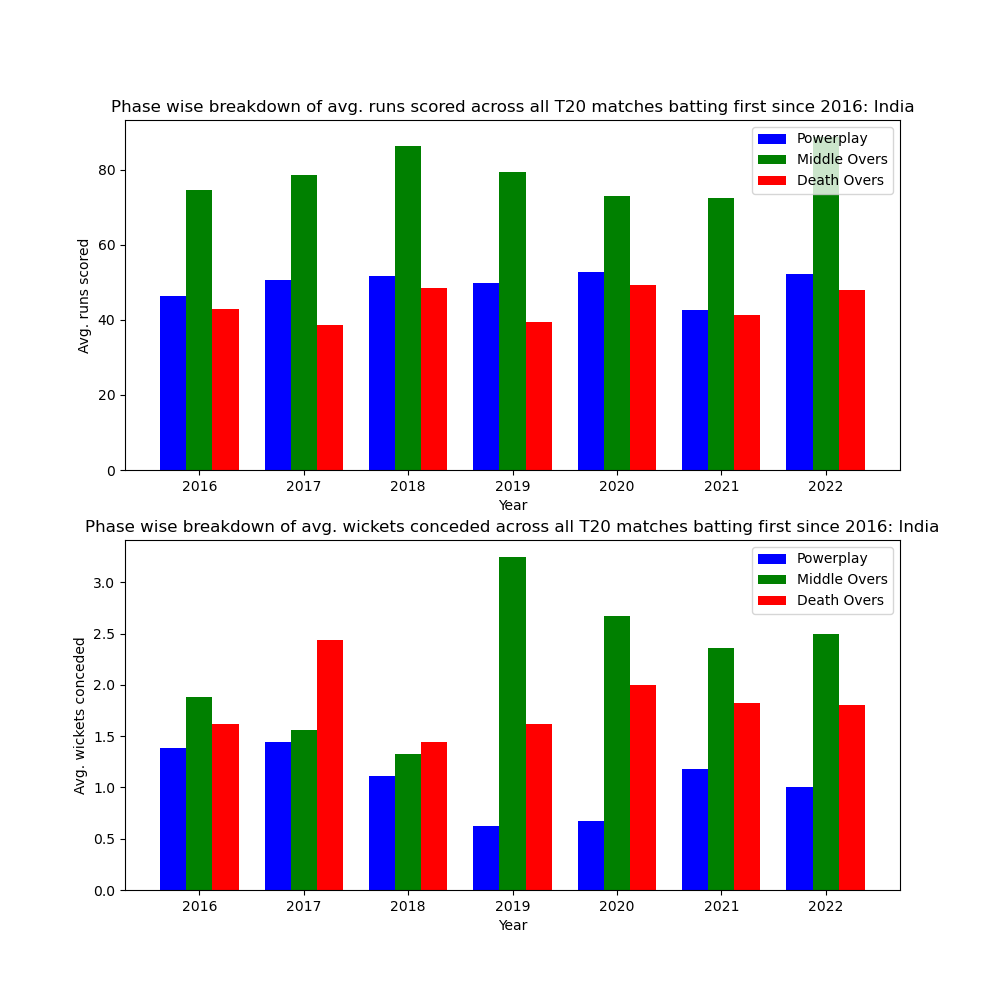 Phase wise breakdown of avg. runs scored across all T20 matches batting first since 2016: India
Powerplay
Middle Overs
Death Overs
Avg. runs scored
80
60
40
20
0
2016 2017 2018 2019 2020 2021 2022
Year
Phase wise breakdown of avg. wickets conceded across all T20 matches batting first since 2016: India
Powerplay
Middle Overs
Death Overs
Avg. wickets conceded
3.0
2.5
2.0
1.5
1.0
0.5
0.0
2016 2017 2018 2019 2020 2021 2022
Year